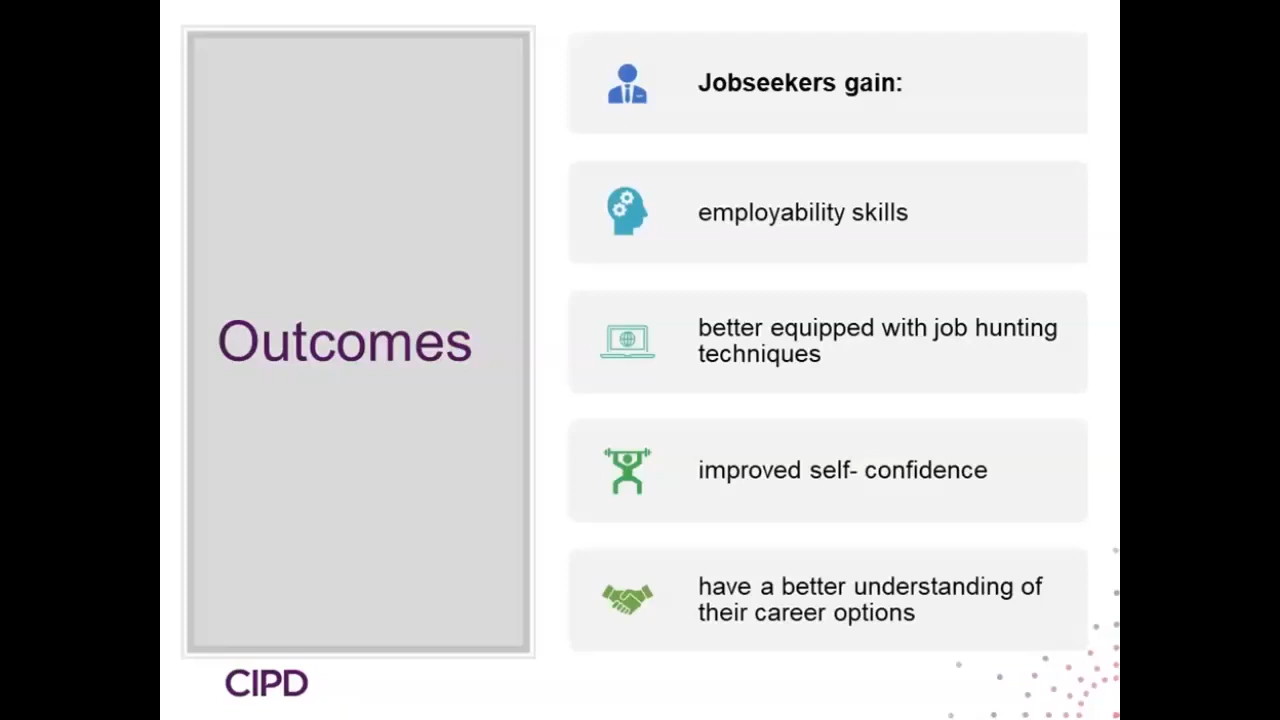 Outcomes
Jobseekers gain:
employability skills
better equipped with job hunting
techniques
improved self- confidence
have a better understanding of
their career options
CIPD